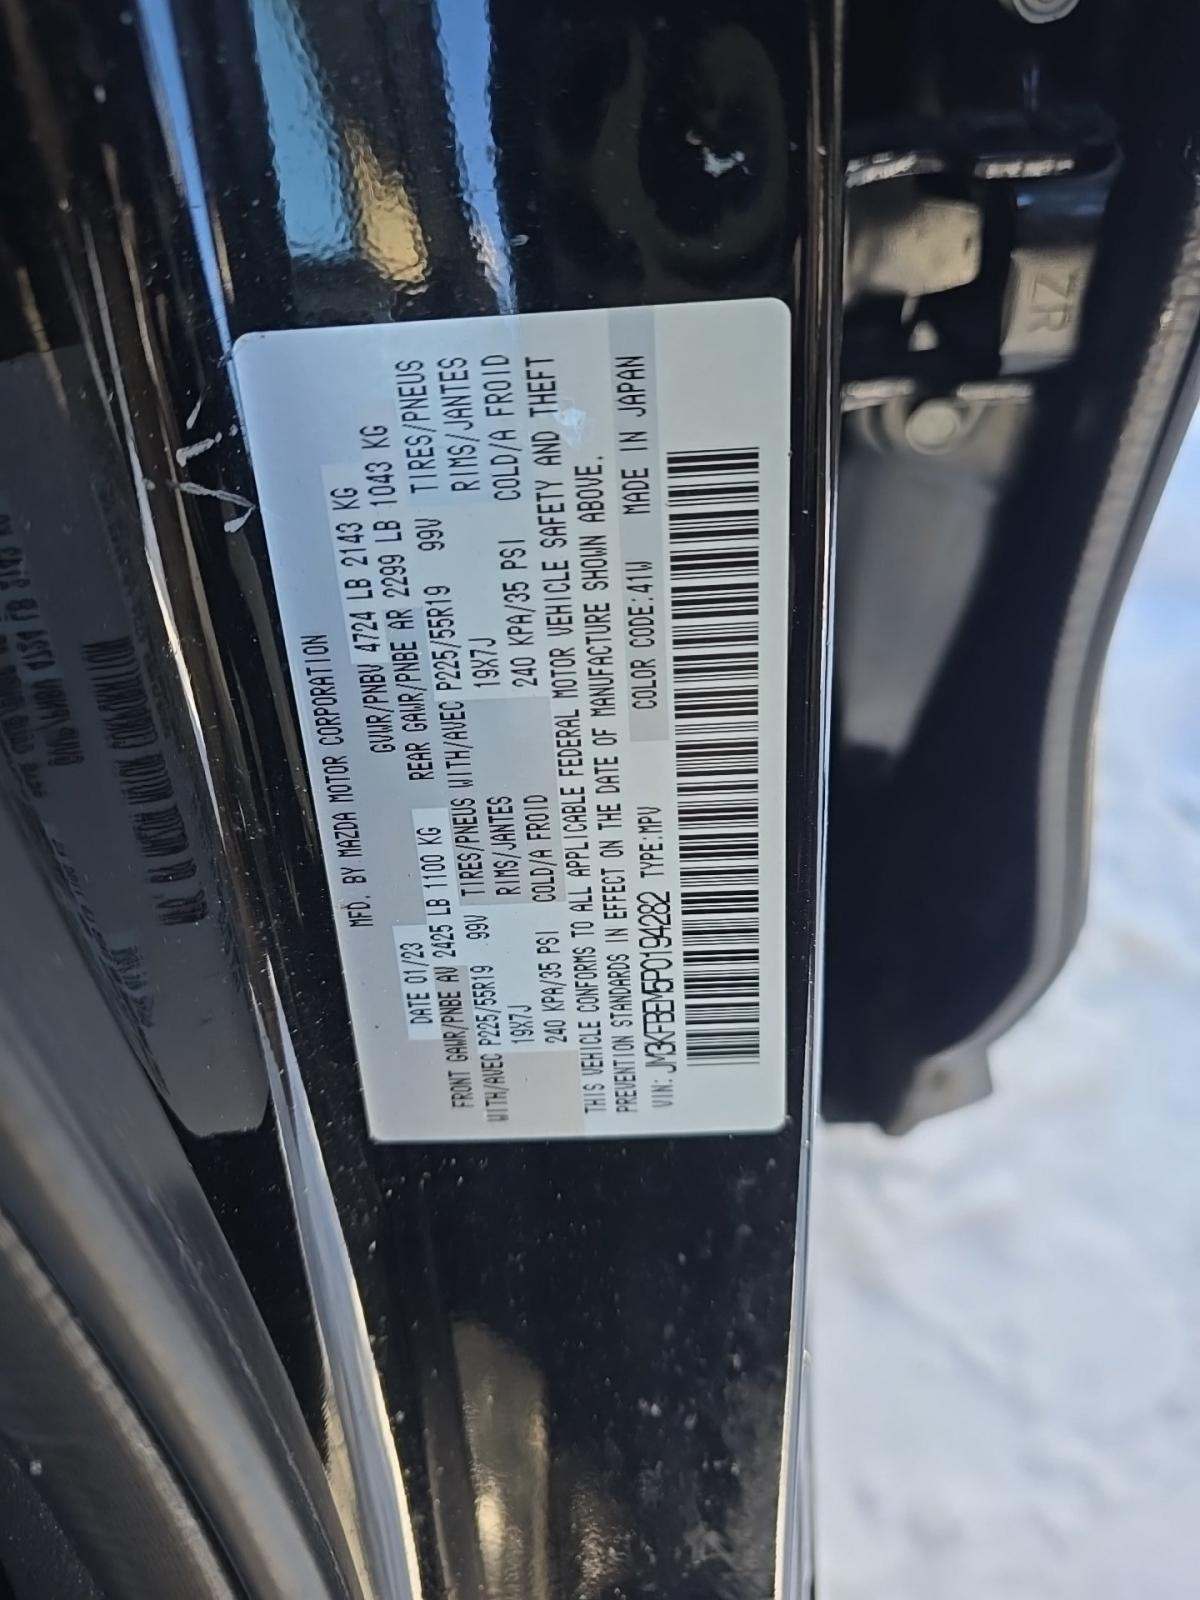 MFD. BY MAZDA MOTOR CORPORATION
DATE 01/23 GVWR/PNBV 4724 LB 2143 KG
FRONT GAWR/PNBE AV 2425 LB 1100 KG REAR GAWR/PNBE AR 2299 LB 1043 KG
WITH/AVEC P225/55R19 99V TIRES/PNEUS WITH/AVEC P225/55R19 99V TIRES/PNEUS
19X7J RIMS/JANTES 19X7J RIMS/JANTES
240 KPA/35 PSI COLD/A FROID 240 KPA/35 PSI COLD/A FROID
THIS VEHICLE CONFORMS TO ALL APPLICABLE FEDERAL MOTOR VEHICLE SAFETY AND THEFT
PREVENTION STANDARDS IN EFFECT ON THE DATE OF MANUFACTURE SHOWN ABOVE.
VIN: JM3KFBEM5P0194282 TYPE:MPV COLOR CODE:41W MADE IN JAPAN
ZR